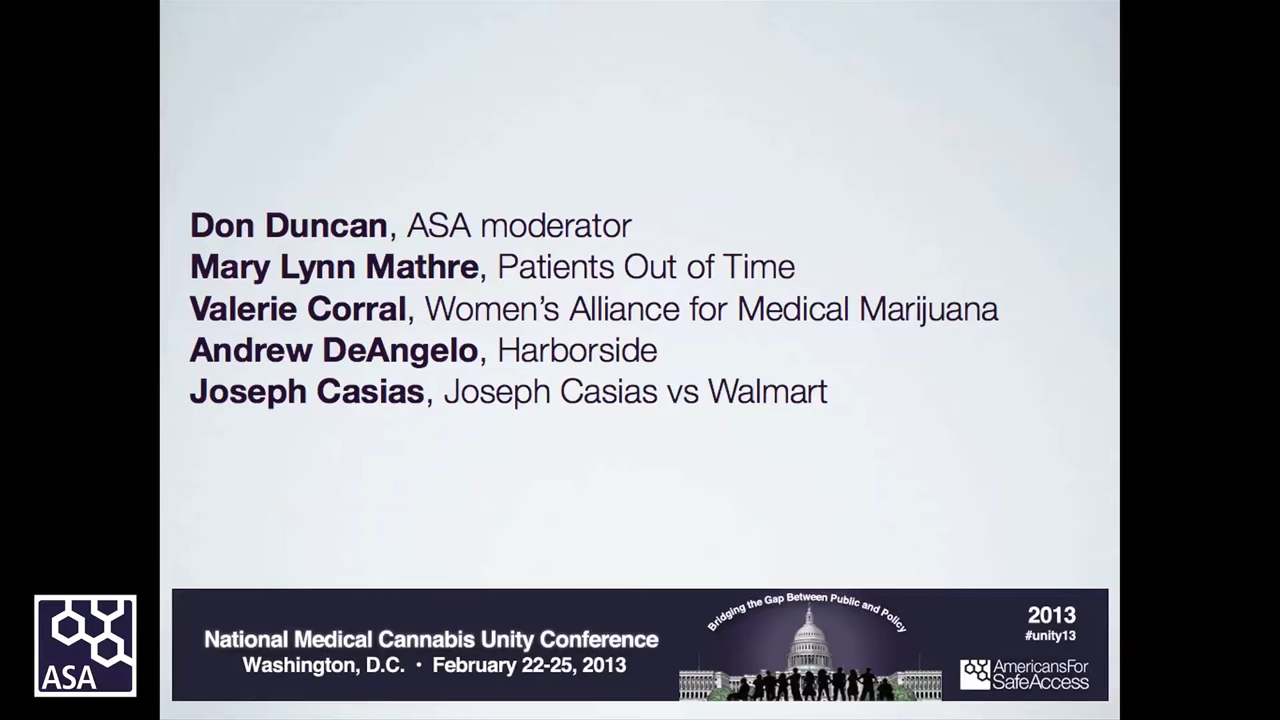 Don Duncan, ASA moderator
Mary Lynn Mathre, Patients Out of Time
Valerie Corral, Women’s Alliance for Medical Marijuana
Andrew DeAngelo, Harborside
Joseph Casias, Joseph Casias vs Walmart
ASA
National Medical Cannabis Unity Conference
Washington, D.C. • February 22-25, 2013
Bridging the Gap Between Public and Policy
2013
#unity13
AmericansFor
SafeAccess